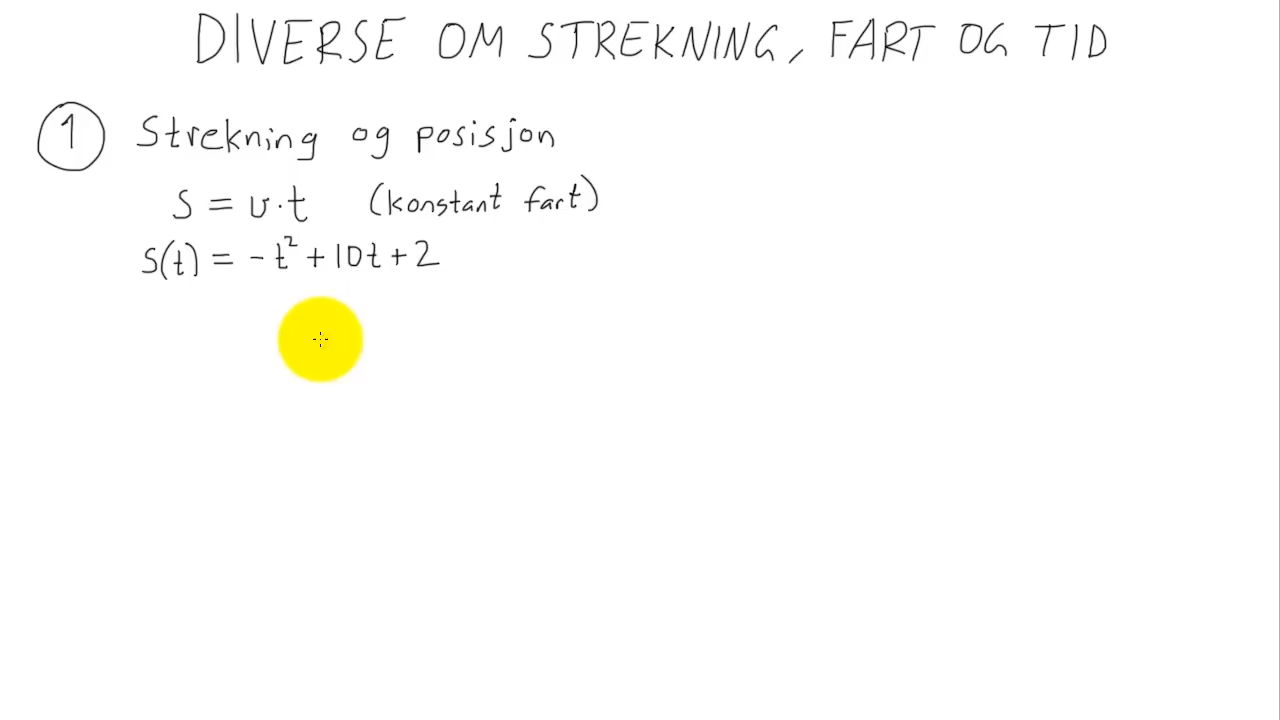 DIVERSE OM STREKNING, FART OG TID
1 Strekning og posisjon
s = v·t (konstant fart)
s(t) = -t² + 10t + 2